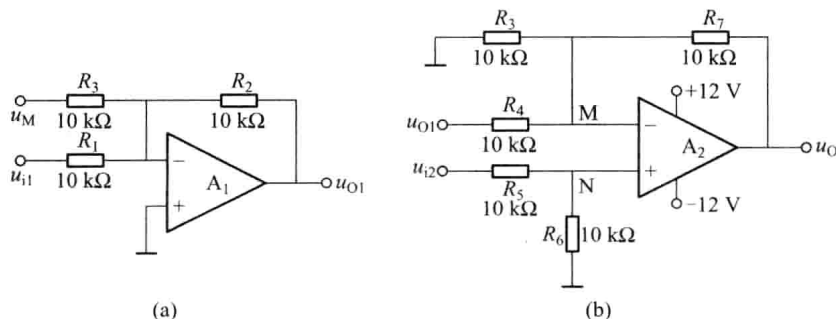 R3
10 kΩ
uM
R1
10 kΩ
ui1
R2
10 kΩ
−
A1
+
uO1
(a)
R3
10 kΩ
R7
10 kΩ
+12 V
R4
uO1
10 kΩ
M
−
A2
uO
ui2
R5
10 kΩ
N
+
−12 V
R6
10 kΩ
(b)